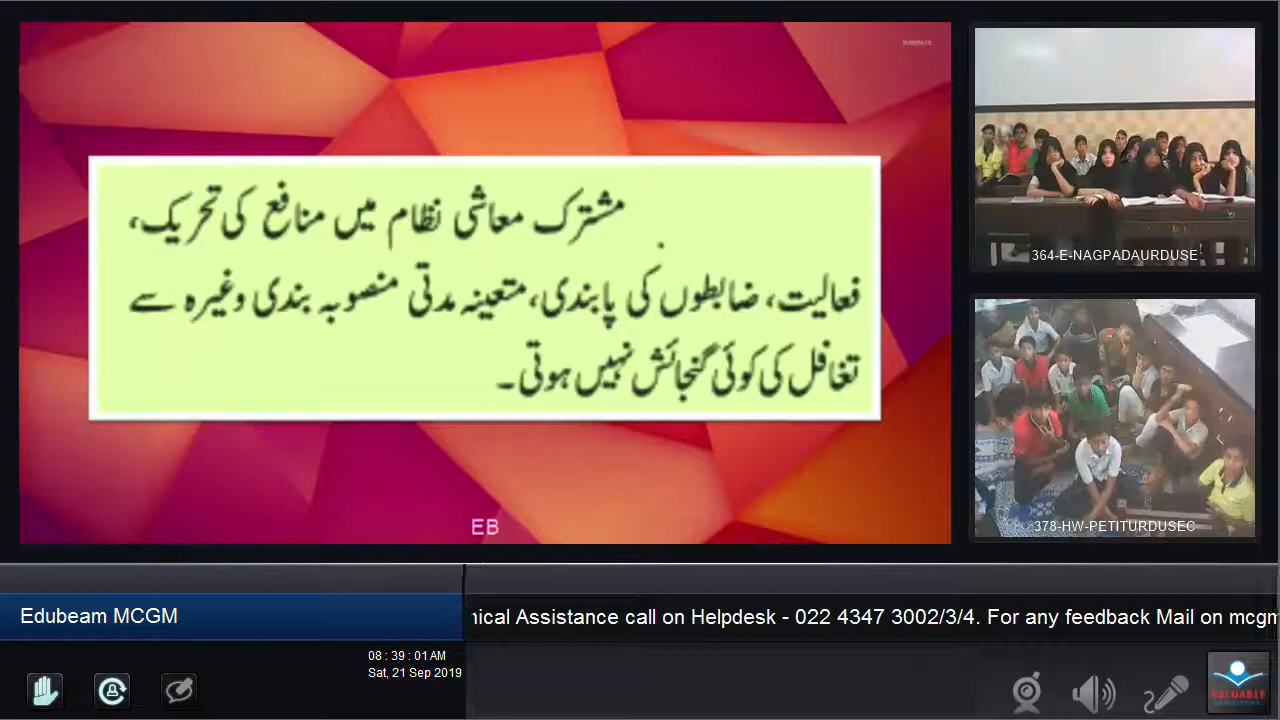 مشترک معاشی نظام میں منافع کی تحریک،
فعالیت، ضابطوں کی پابندی، متعینہ مدتی منصوبہ بندی وغیرہ سے
تغافل کی کوئی گنجائش نہیں ہوتی۔
EB
364-E-NAGPADAURDUSE
378-HW-PETITURDUSEC
Edubeam MCGM
nical Assistance call on Helpdesk - 022 4347 3002/3/4. For any feedback Mail on mcgm
08 : 39 : 01 AM
Sat, 21 Sep 2019
VALUABLE